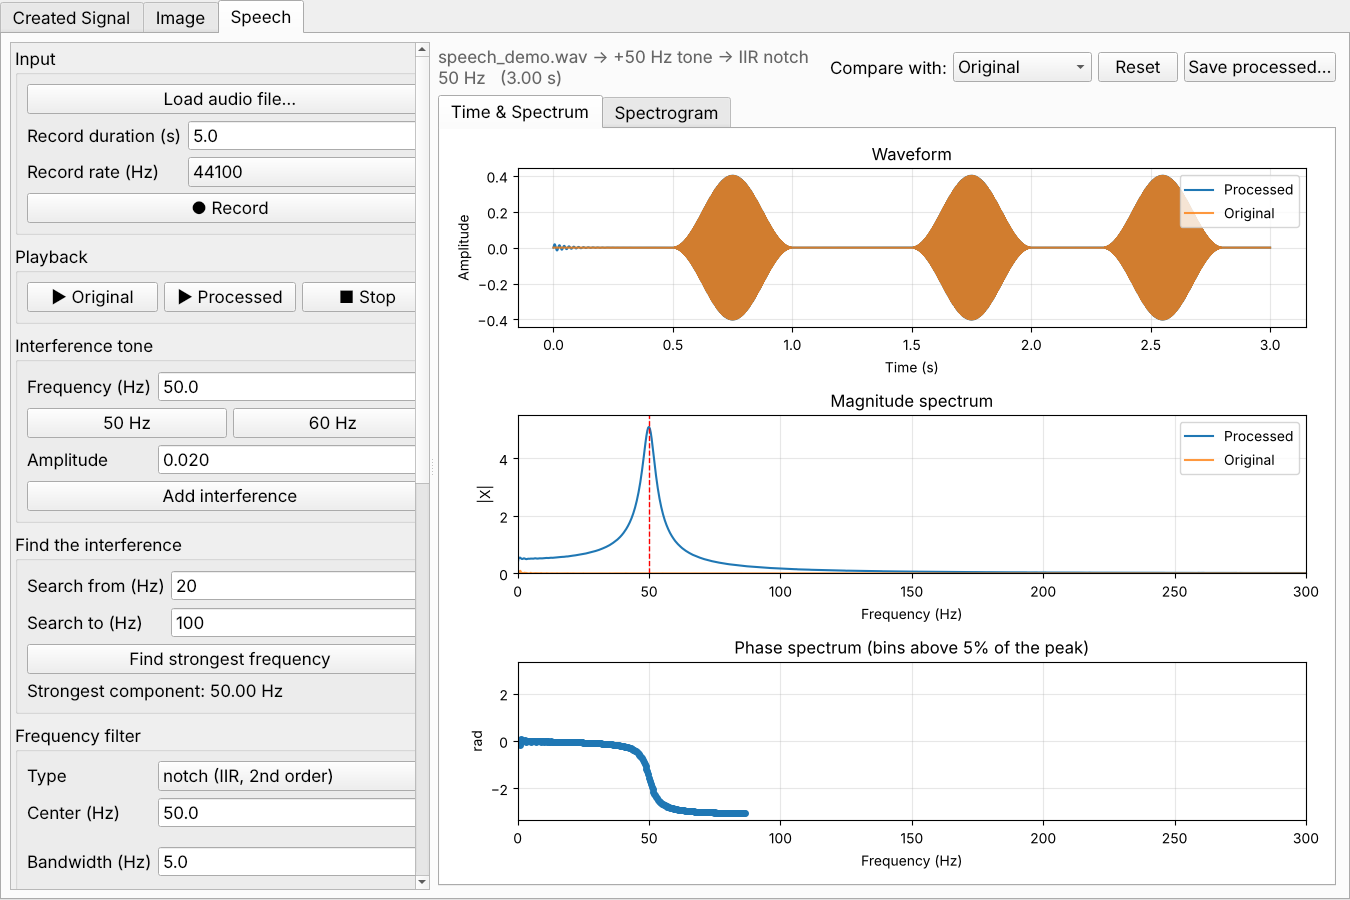 Created Signal
Image
Speech
Input
Load audio file...
Record duration (s) 5.0
Record rate (Hz) 44100
● Record
Playback
▶ Original
▶ Processed
■ Stop
Interference tone
Frequency (Hz) 50.0
50 Hz
60 Hz
Amplitude 0.020
Add interference
Find the interference
Search from (Hz) 20
Search to (Hz) 100
Find strongest frequency
Strongest component: 50.00 Hz
Frequency filter
Type notch (IIR, 2nd order)
Center (Hz) 50.0
Bandwidth (Hz) 5.0
speech_demo.wav → +50 Hz tone → IIR notch
50 Hz (3.00 s)
Compare with: Original
Reset
Save processed...
Time & Spectrum
Spectrogram
Waveform
0.4
0.2
0.0
−0.2
−0.4
Amplitude
Processed
Original
0.0 0.5 1.0 1.5 2.0 2.5 3.0
Time (s)
Magnitude spectrum
4
2
0
|X|
Processed
Original
0 50 100 150 200 250 300
Frequency (Hz)
Phase spectrum (bins above 5% of the peak)
2
0
−2
rad
0 50 100 150 200 250 300
Frequency (Hz)